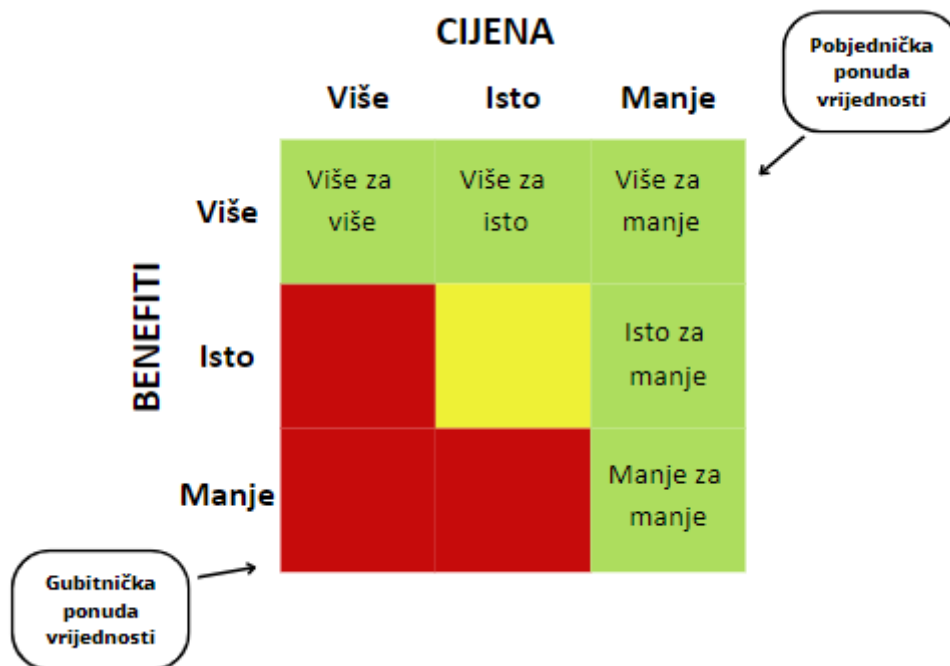 CIJENA
Pobjednička
ponuda
vrijednosti
Više Isto Manje
Više
Više za
više
Više za
isto
Više za
manje
BENEFITI
Isto
Isto za
manje
Manje
Manje za
manje
Gubitnička
ponuda
vrijednosti